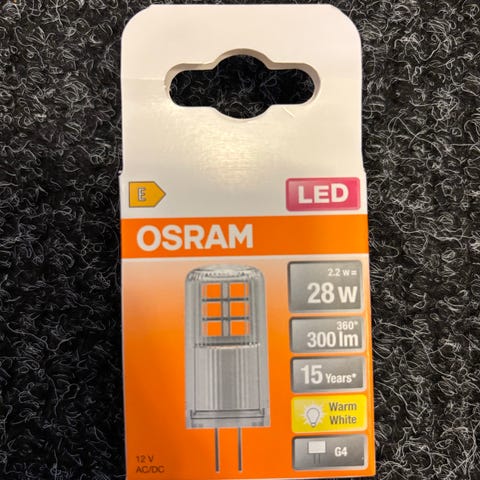 E
LED
OSRAM
2.2 w=
28 w
360°
300 lm
15 Years*
Warm
White
G4
12 V
AC/DC